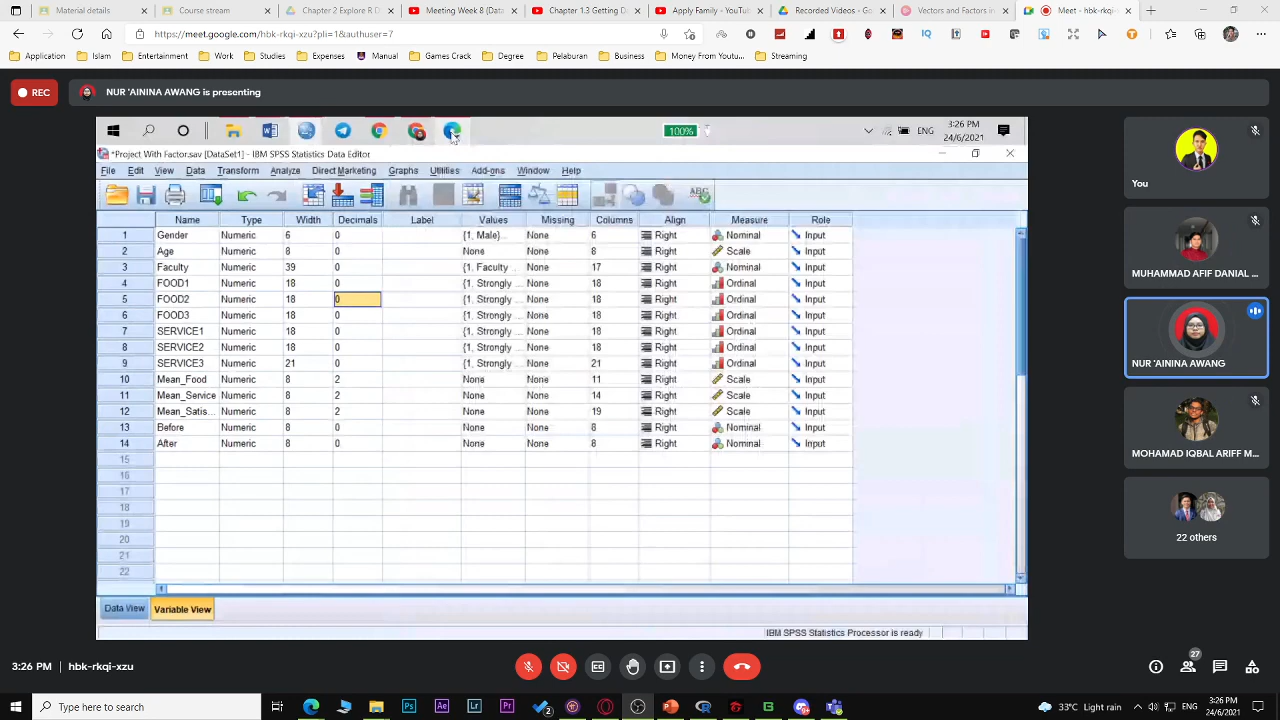 Material details
Course stream
Chapter 2 Explore R D
Meeting Week 8 (Da
Chapter 1.3 Getting Da
Apply Family - YouTu
Recorded Videos - Goo
Vectors and Factors in
Meet - hbk-rkqi-xzu
https://meet.google.com/hbk-rkqi-xzu?pli=1&authuser=7
Application
Internet
Entertainment
Work
Studies
Expenses
Manual
Games Crack
Degree
Pelaburan
Business
Money From Youtub...
Streaming
REC
NUR 'AININA AWANG is presenting
100%
ENG
3:26 PM
24/6/2021
*Project With Factor.sav [DataSet1] - IBM SPSS Statistics Data Editor
File Edit View Data Transform Analyze Direct Marketing Graphs Utilities Add-ons Window Help
Name Type Width Decimals Label Values Missing Columns Align Measure Role
1 Gender Numeric 6 0 {1, Male}... None 6 Right Nominal Input
2 Age Numeric 8 0 None None 8 Right Scale Input
3 Faculty Numeric 39 0 {1, Faculty ... None 17 Right Nominal Input
4 FOOD1 Numeric 18 0 {1, Strongly ... None 18 Right Ordinal Input
5 FOOD2 Numeric 18 0 {1, Strongly ... None 18 Right Ordinal Input
6 FOOD3 Numeric 18 0 {1, Strongly ... None 18 Right Ordinal Input
7 SERVICE1 Numeric 18 0 {1, Strongly ... None 18 Right Ordinal Input
8 SERVICE2 Numeric 18 0 {1, Strongly ... None 18 Right Ordinal Input
9 SERVICE3 Numeric 21 0 {1, Strongly ... None 21 Right Ordinal Input
10 Mean_Food Numeric 8 2 None None 11 Right Scale Input
11 Mean_Service Numeric 8 2 None None 14 Right Scale Input
12 Mean_Satis... Numeric 8 2 None None 19 Right Scale Input
13 Before Numeric 8 0 None None 8 Right Nominal Input
14 After Numeric 8 0 None None 8 Right Nominal Input
15
16
17
18
19
20
21
22
Data View Variable View
IBM SPSS Statistics Processor is ready
You
MUHAMMAD AFIF DANIAL ...
NUR 'AININA AWANG
MOHAMAD IQBAL ARIFF M...
22 others
3:26 PM | hbk-rkqi-xzu
27
Type here to search
33°C Light rain
ENG
3:26 PM
24/6/2021